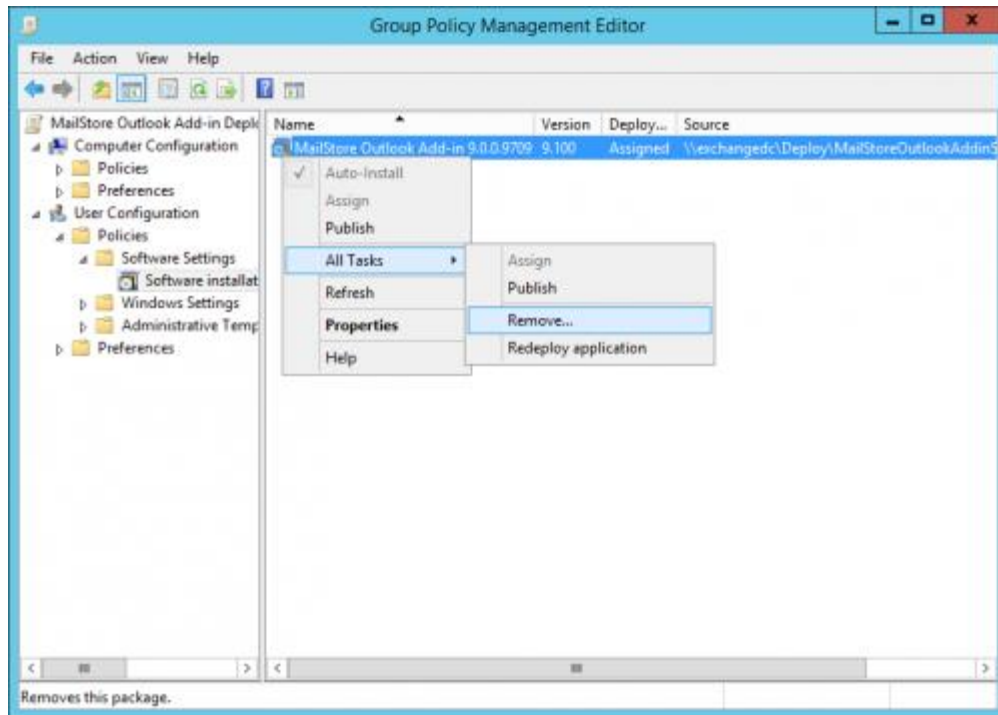 Group Policy Management Editor
File Action View Help
MailStore Outlook Add-in Deplo
Computer Configuration
Policies
Preferences
User Configuration
Policies
Software Settings
Software installat
Windows Settings
Administrative Temp
Preferences
Name Version Deploy... Source
MailStore Outlook Add-in 9.0.0.9709 9.100 Assigned \\exchangedc\Deploy\MailStoreOutlookAddinS
Auto-Install
Assign
Publish
All Tasks
Refresh
Properties
Help
Assign
Publish
Remove...
Redeploy application
Removes this package.